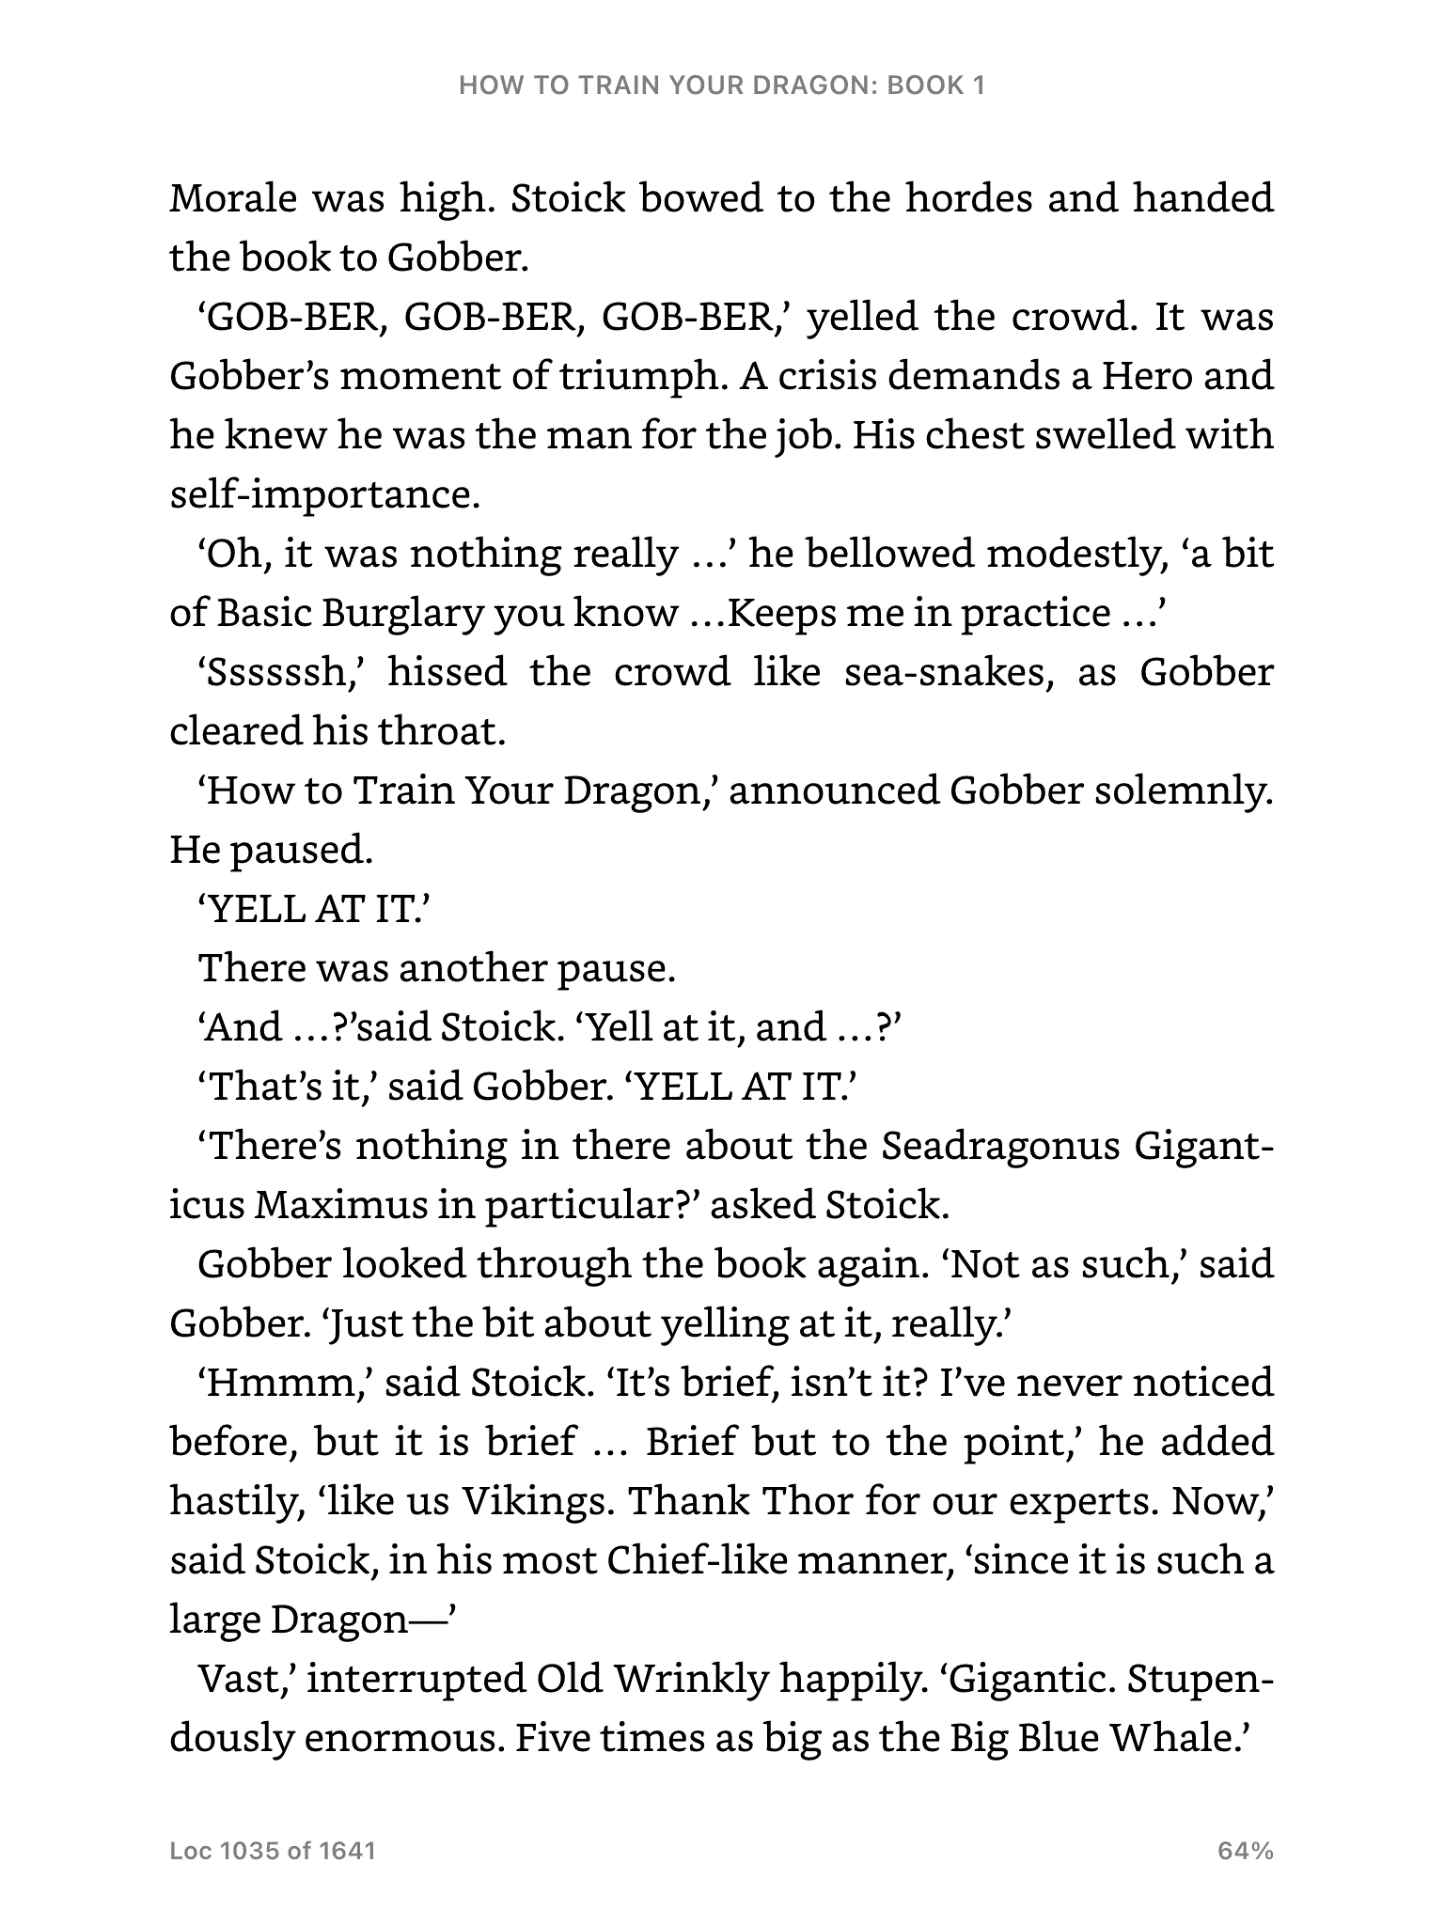 HOW TO TRAIN YOUR DRAGON: BOOK 1
Morale was high. Stoick bowed to the hordes and handed
the book to Gobber.
‘GOB-BER, GOB-BER, GOB-BER,’ yelled the crowd. It was
Gobber’s moment of triumph. A crisis demands a Hero and
he knew he was the man for the job. His chest swelled with
self-importance.
‘Oh, it was nothing really …’ he bellowed modestly, ‘a bit
of Basic Burglary you know …Keeps me in practice …’
‘Ssssssh,’ hissed the crowd like sea-snakes, as Gobber
cleared his throat.
‘How to Train Your Dragon,’ announced Gobber solemnly.
He paused.
‘YELL AT IT.’
There was another pause.
‘And …?’said Stoick. ‘Yell at it, and …?’
‘That’s it,’ said Gobber. ‘YELL AT IT.’
‘There’s nothing in there about the Seadragonus Gigant-
icus Maximus in particular?’ asked Stoick.
Gobber looked through the book again. ‘Not as such,’ said
Gobber. ‘Just the bit about yelling at it, really.’
‘Hmmm,’ said Stoick. ‘It’s brief, isn’t it? I’ve never noticed
before, but it is brief … Brief but to the point,’ he added
hastily, ‘like us Vikings. Thank Thor for our experts. Now,’
said Stoick, in his most Chief-like manner, ‘since it is such a
large Dragon—’
Vast,’ interrupted Old Wrinkly happily. ‘Gigantic. Stupen-
dously enormous. Five times as big as the Big Blue Whale.’
Loc 1035 of 1641
64%